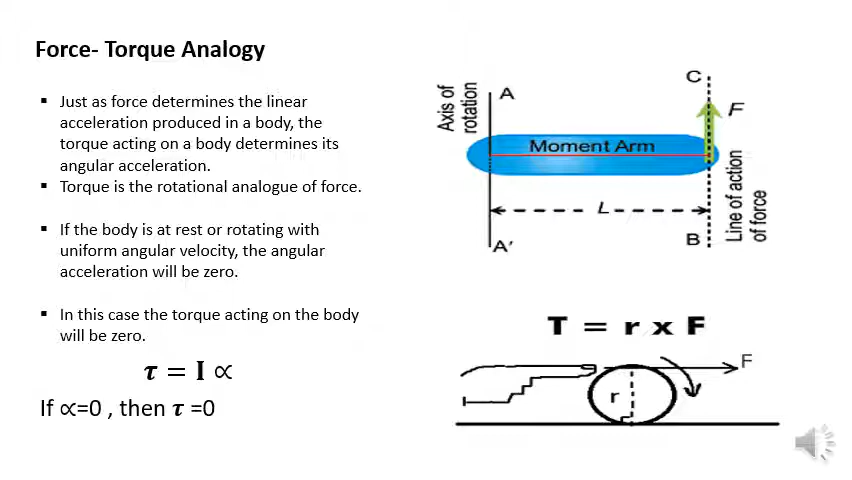 Force- Torque Analogy
▪ Just as force determines the linear
acceleration produced in a body, the
torque acting on a body determines its
angular acceleration.
▪ Torque is the rotational analogue of force.
▪ If the body is at rest or rotating with
uniform angular velocity, the angular
acceleration will be zero.
▪ In this case the torque acting on the body
will be zero.
τ = I ∝
If ∝=0 , then τ =0
Axis of
rotation
A
C
F
Moment Arm
L
A'
B
Line of action
of force
T = r x F
F
r